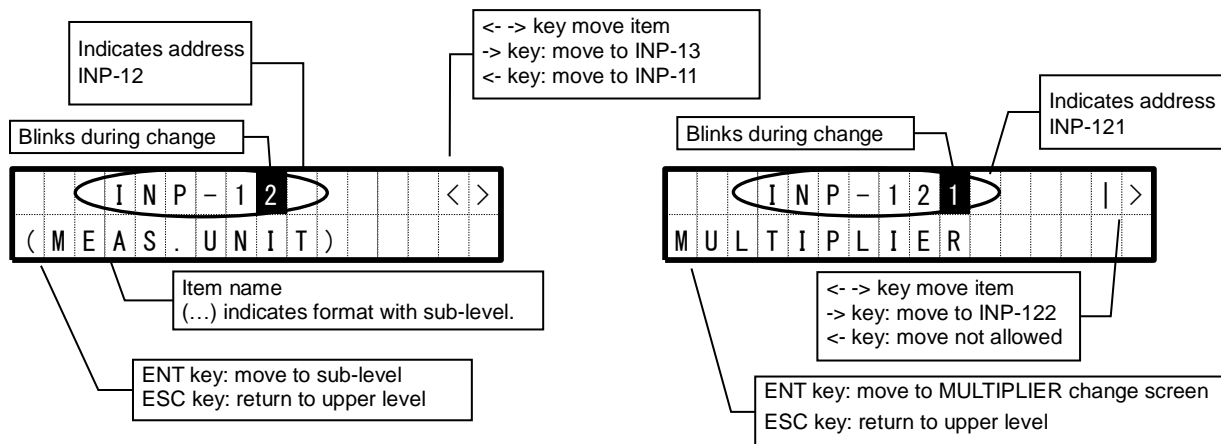 Indicates address
INP-12
<- -> key move item
-> key: move to INP-13
<- key: move to INP-11
Blinks during change
INP-12 < >
(MEAS.UNIT)
Item name
(…) indicates format with sub-level.
ENT key: move to sub-level
ESC key: return to upper level
Indicates address
INP-121
Blinks during change
INP-121 | >
MULTIPLIER
<- -> key move item
-> key: move to INP-122
<- key: move not allowed
ENT key: move to MULTIPLIER change screen
ESC key: return to upper level